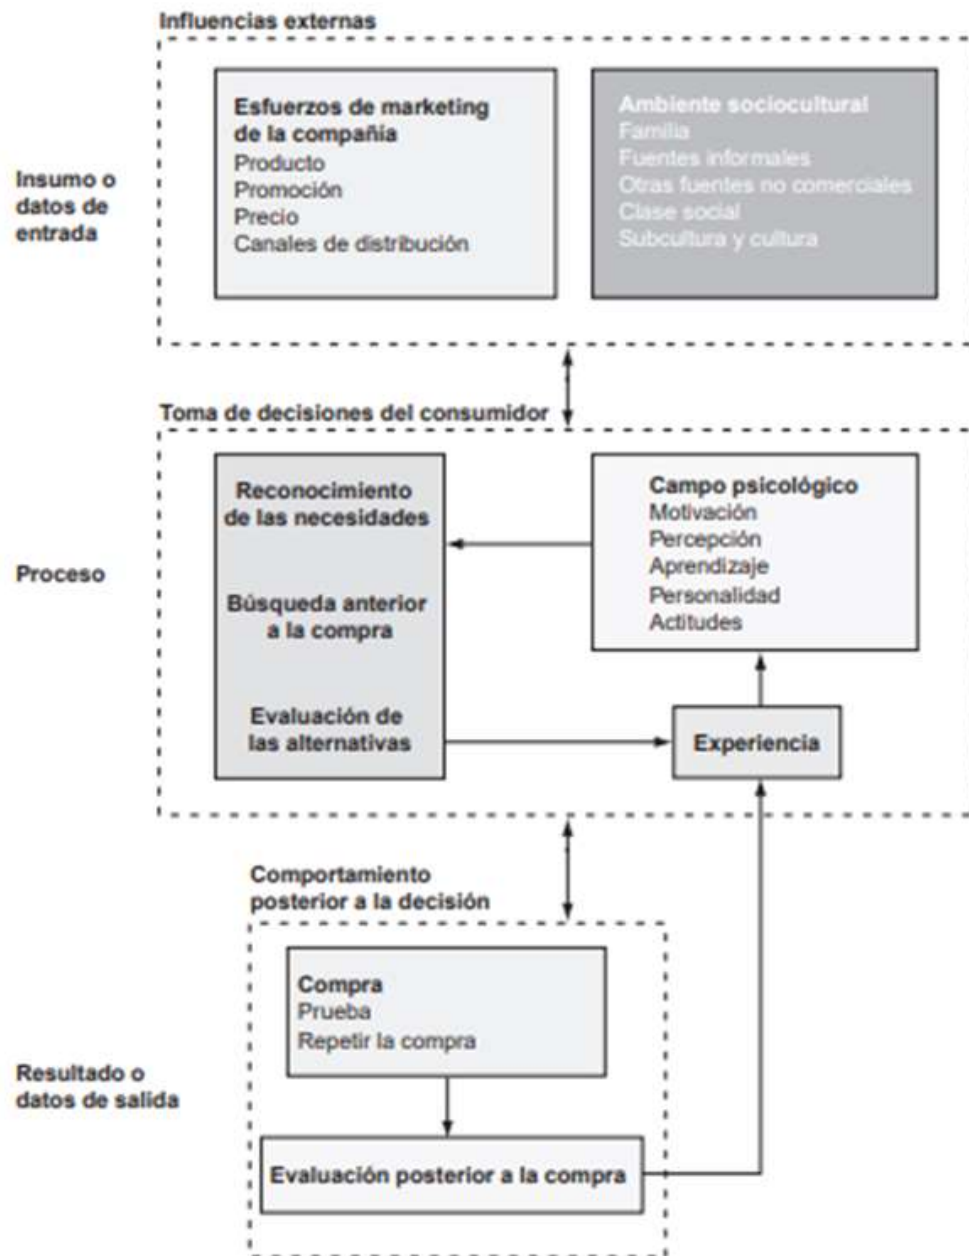 Influencias externas
Esfuerzos de marketing
de la compañía
Producto
Promoción
Precio
Canales de distribución
Ambiente sociocultural
Familia
Fuentes informales
Otras fuentes no comerciales
Clase social
Subcultura y cultura
Insumo o
datos de
entrada
Toma de decisiones del consumidor
Reconocimiento
de las necesidades
Búsqueda anterior
a la compra
Evaluación de
las alternativas
Campo psicológico
Motivación
Percepción
Aprendizaje
Personalidad
Actitudes
Experiencia
Proceso
Comportamiento
posterior a la decisión
Compra
Prueba
Repetir la compra
Resultado o
datos de salida
Evaluación posterior a la compra